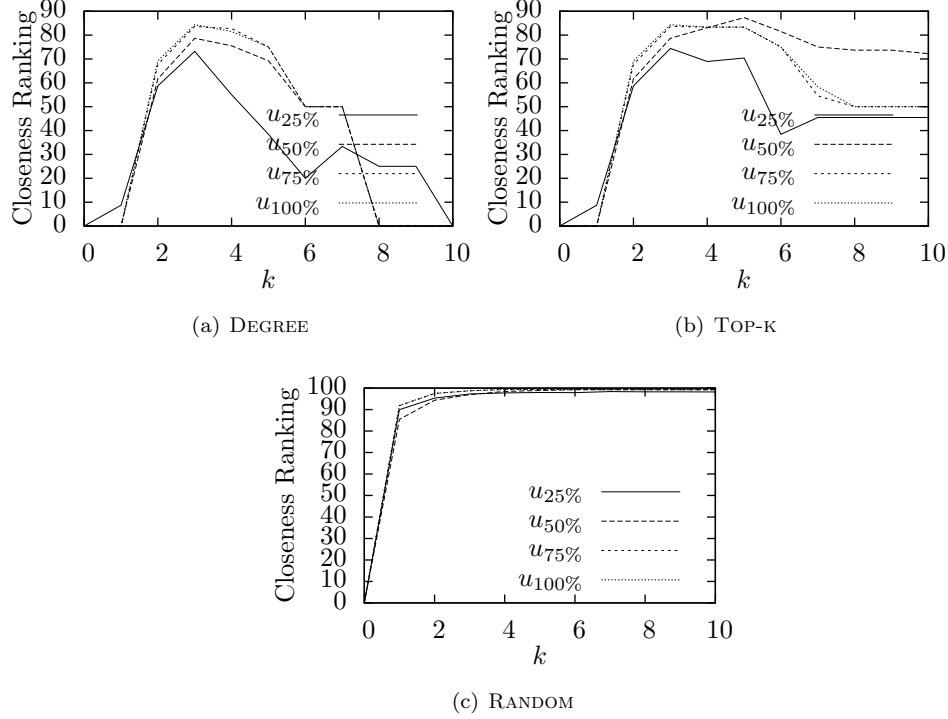 Closeness Ranking
90
80
70
60
50
40
30
20
10
0
u25%
u50%
u75%
u100%
0 2 4 6 8 10
k
(a) DEGREE
Closeness Ranking
90
80
70
60
50
40
30
20
10
0
u25%
u50%
u75%
u100%
0 2 4 6 8 10
k
(b) TOP-K
Closeness Ranking
100
90
80
70
60
50
40
30
20
10
0
u25%
u50%
u75%
u100%
0 2 4 6 8 10
k
(c) RANDOM